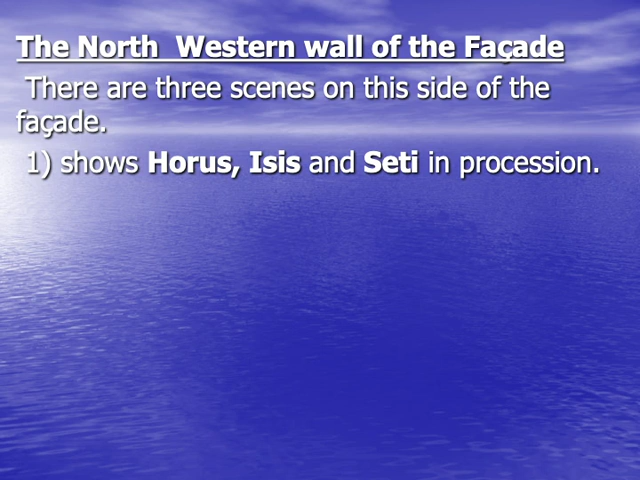 The North  Western wall of the Façade
There are three scenes on this side of the
façade.
1) shows Horus, Isis and Seti in procession.